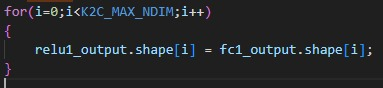 for(i=0;i<K2C_MAX_NDIM;i++)
{
    relu1_output.shape[i] = fc1_output.shape[i];
}